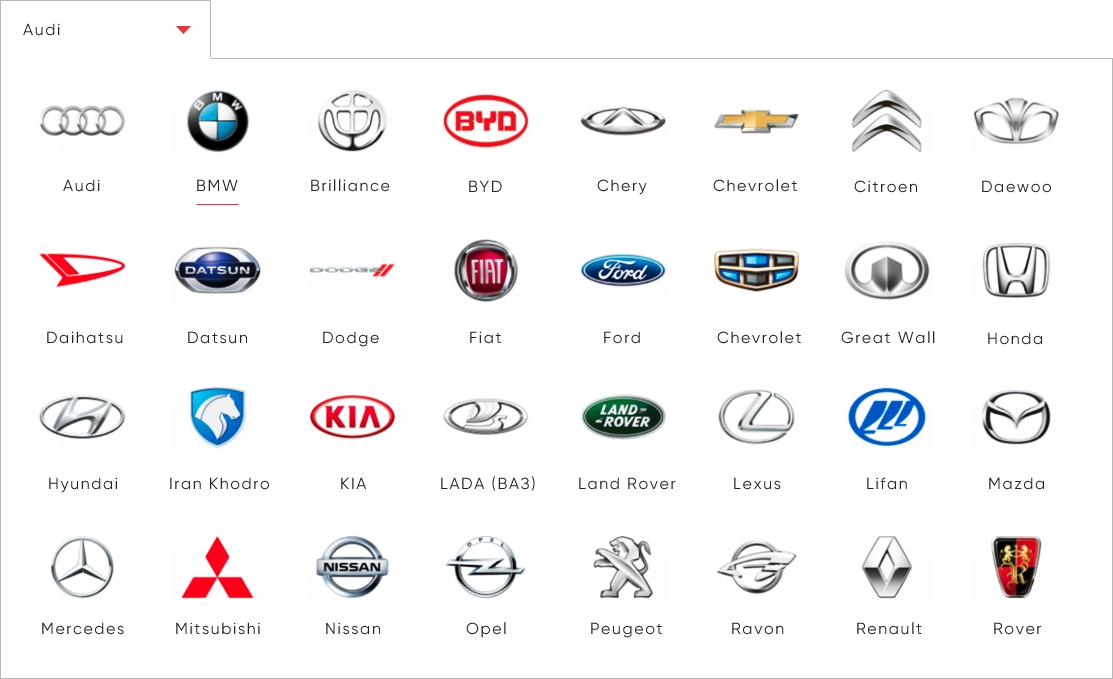 Audi
BMW
BYD
Audi
BMW
Brilliance
BYD
Chery
Chevrolet
Citroen
Daewoo
DATSUN
DODGE
FIAT
Ford
Daihatsu
Datsun
Dodge
Fiat
Ford
Chevrolet
Great Wall
Honda
KIA
LAND-
-ROVER
Hyundai
Iran Khodro
KIA
LADA (BA3)
Land Rover
Lexus
Lifan
Mazda
NISSAN
OPEL
R
Mercedes
Mitsubishi
Nissan
Opel
Peugeot
Ravon
Renault
Rover